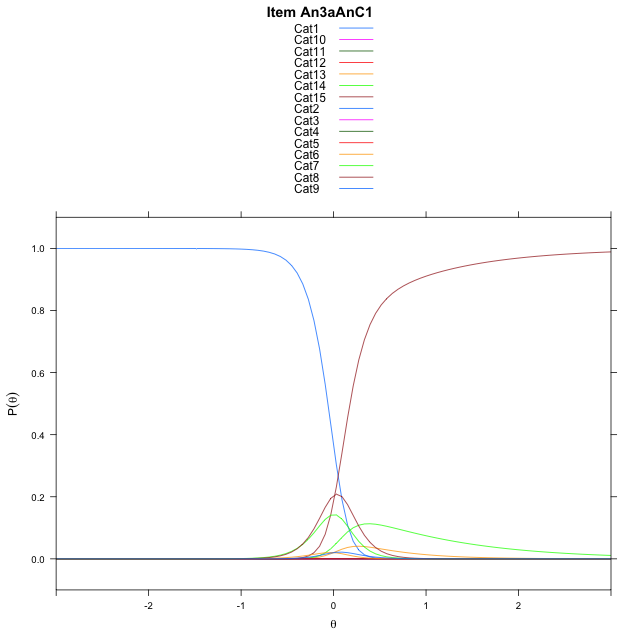 Item An3aAnC1
Cat1
Cat10
Cat11
Cat12
Cat13
Cat14
Cat15
Cat2
Cat3
Cat4
Cat5
Cat6
Cat7
Cat8
Cat9
1.0
0.8
0.6
0.4
0.2
0.0
P(θ)
-2 -1 0 1 2
θ